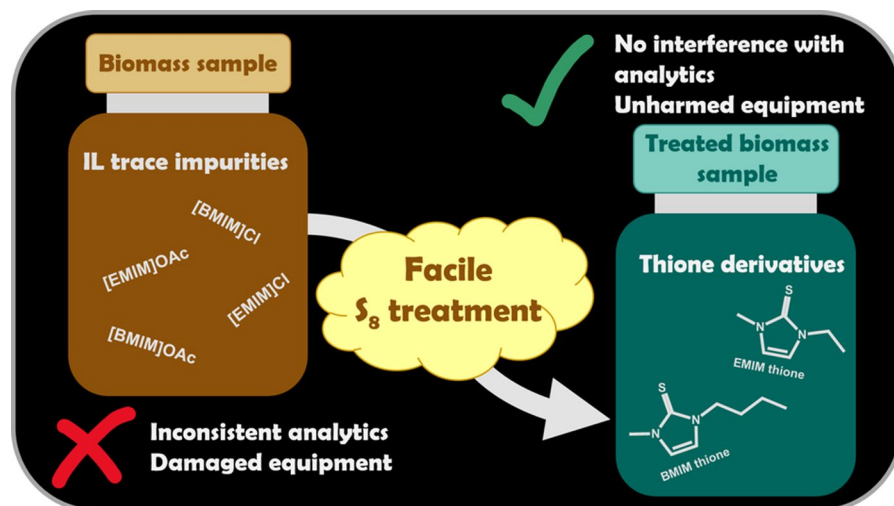 Biomass sample
IL trace impurities
[BMIM]Cl
[EMIM]OAc
[EMIM]Cl
[BMIM]OAc
Inconsistent analytics
Damaged equipment
Facile
S₈ treatment
No interference with
analytics
Unharmed equipment
Treated biomass
sample
Thione derivatives
S
N
N
EMIM thione
S
N
N
BMIM thione